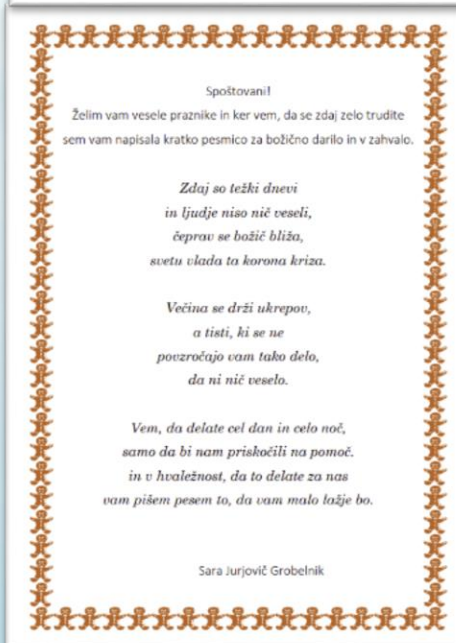 Spoštovani!
Želim vam vesele praznike in ker vem, da se zdaj zelo trudite
sem vam napisala kratko pesmico za božično darilo in v zahvalo.
Zdaj so težki dnevi
in ljudje niso nič veseli,
čeprav se božič bliža,
svetu vlada ta korona kriza.
Večina se drži ukrepov,
a tisti, ki se ne
povzročajo vam tako delo,
da ni nič veselo.
Vem, da delate cel dan in celo noč,
samo da bi nam priskočili na pomoč.
in v hvaležnost, da to delate za nas
vam pišem pesem to, da vam malo lažje bo.
Sara Jurjovič Grobelnik